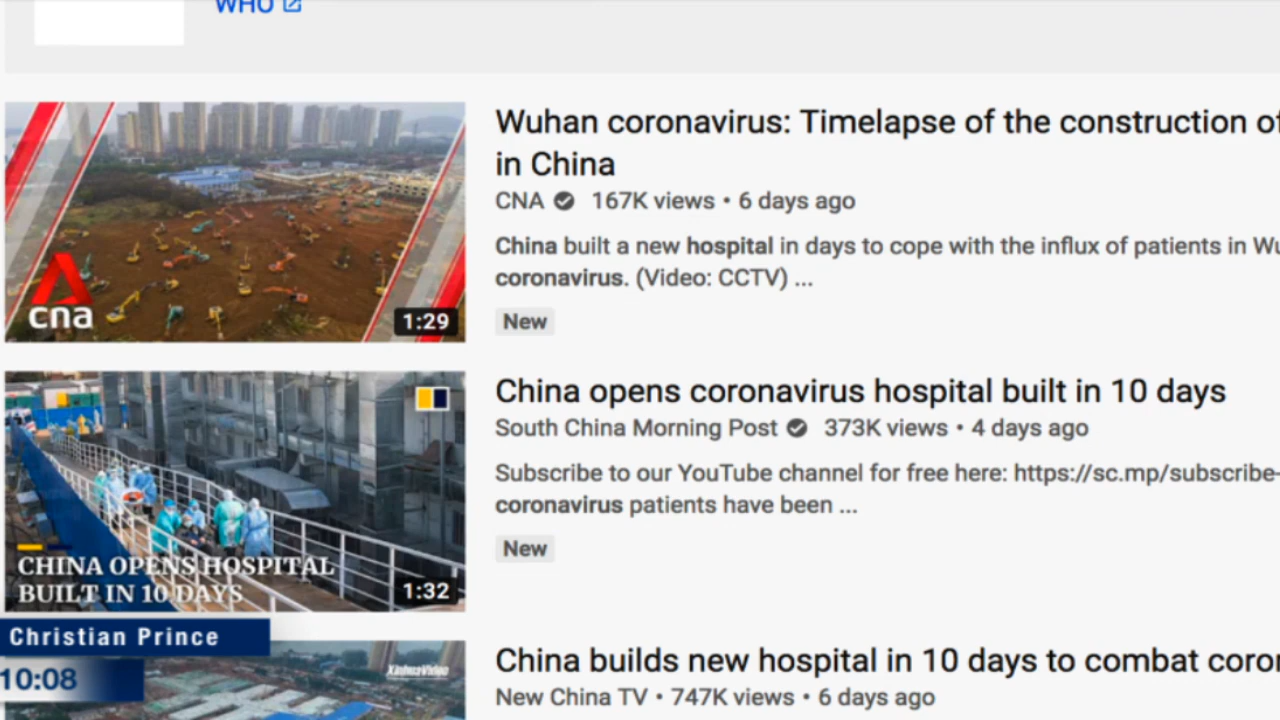 WHO
Wuhan coronavirus: Timelapse of the construction of
in China
CNA 167K views • 6 days ago
China built a new hospital in days to cope with the influx of patients in Wu
coronavirus. (Video: CCTV) ...
New
cna
1:29
China opens coronavirus hospital built in 10 days
South China Morning Post 373K views • 4 days ago
Subscribe to our YouTube channel for free here: https://sc.mp/subscribe-
coronavirus patients have been ...
New
CHINA OPENS HOSPITAL
BUILT IN 10 DAYS
1:32
Christian Prince
10:08
XinhuaVideo
China builds new hospital in 10 days to combat coron
New China TV • 747K views • 6 days ago